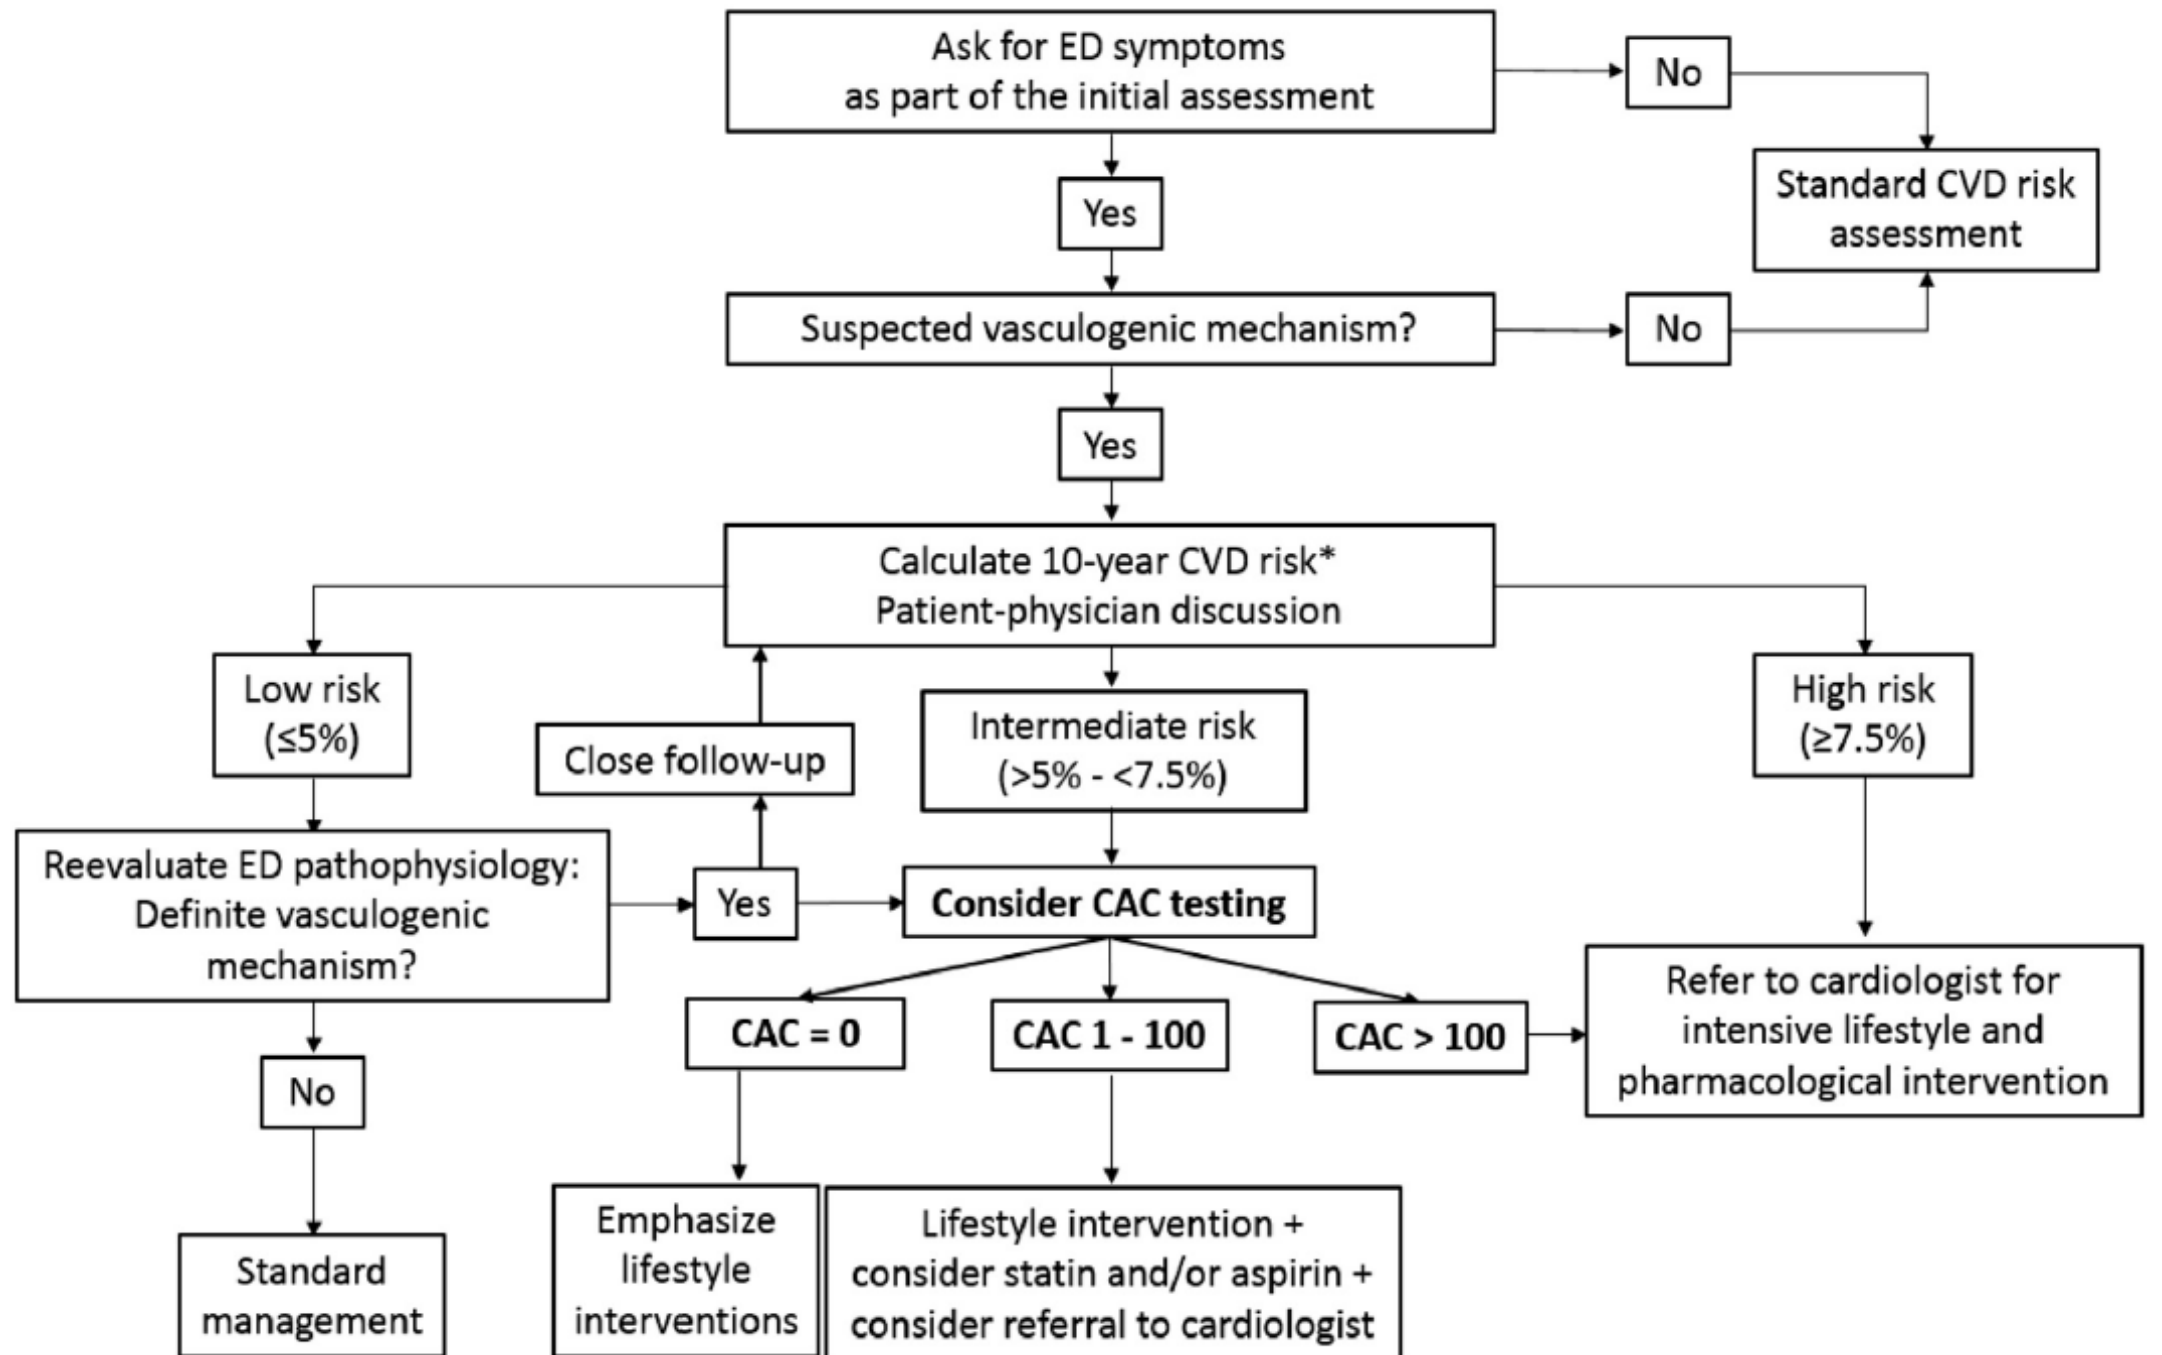 Ask for ED symptoms
as part of the initial assessment
No
Standard CVD risk
assessment
Yes
Suspected vasculogenic mechanism?
No
Yes
Calculate 10-year CVD risk*
Patient-physician discussion
Low risk
(≤5%)
Close follow-up
Intermediate risk
(>5% - <7.5%)
High risk
(≥7.5%)
Reevaluate ED pathophysiology:
Definite vasculogenic
mechanism?
Yes
Consider CAC testing
CAC = 0
CAC 1 - 100
CAC > 100
Refer to cardiologist for
intensive lifestyle and
pharmacological intervention
No
Standard
management
Emphasize
lifestyle
interventions
Lifestyle intervention +
consider statin and/or aspirin +
consider referral to cardiologist